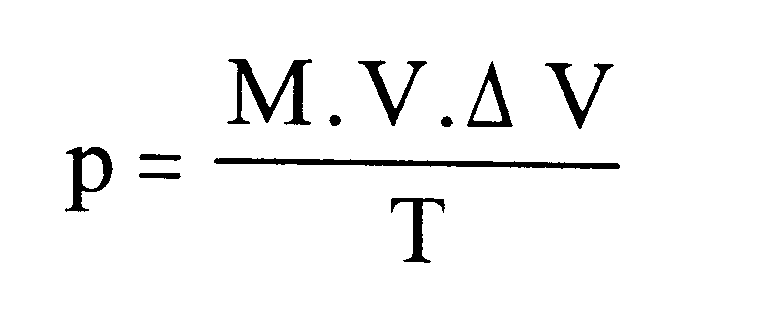 p = M.V.Δ V
T